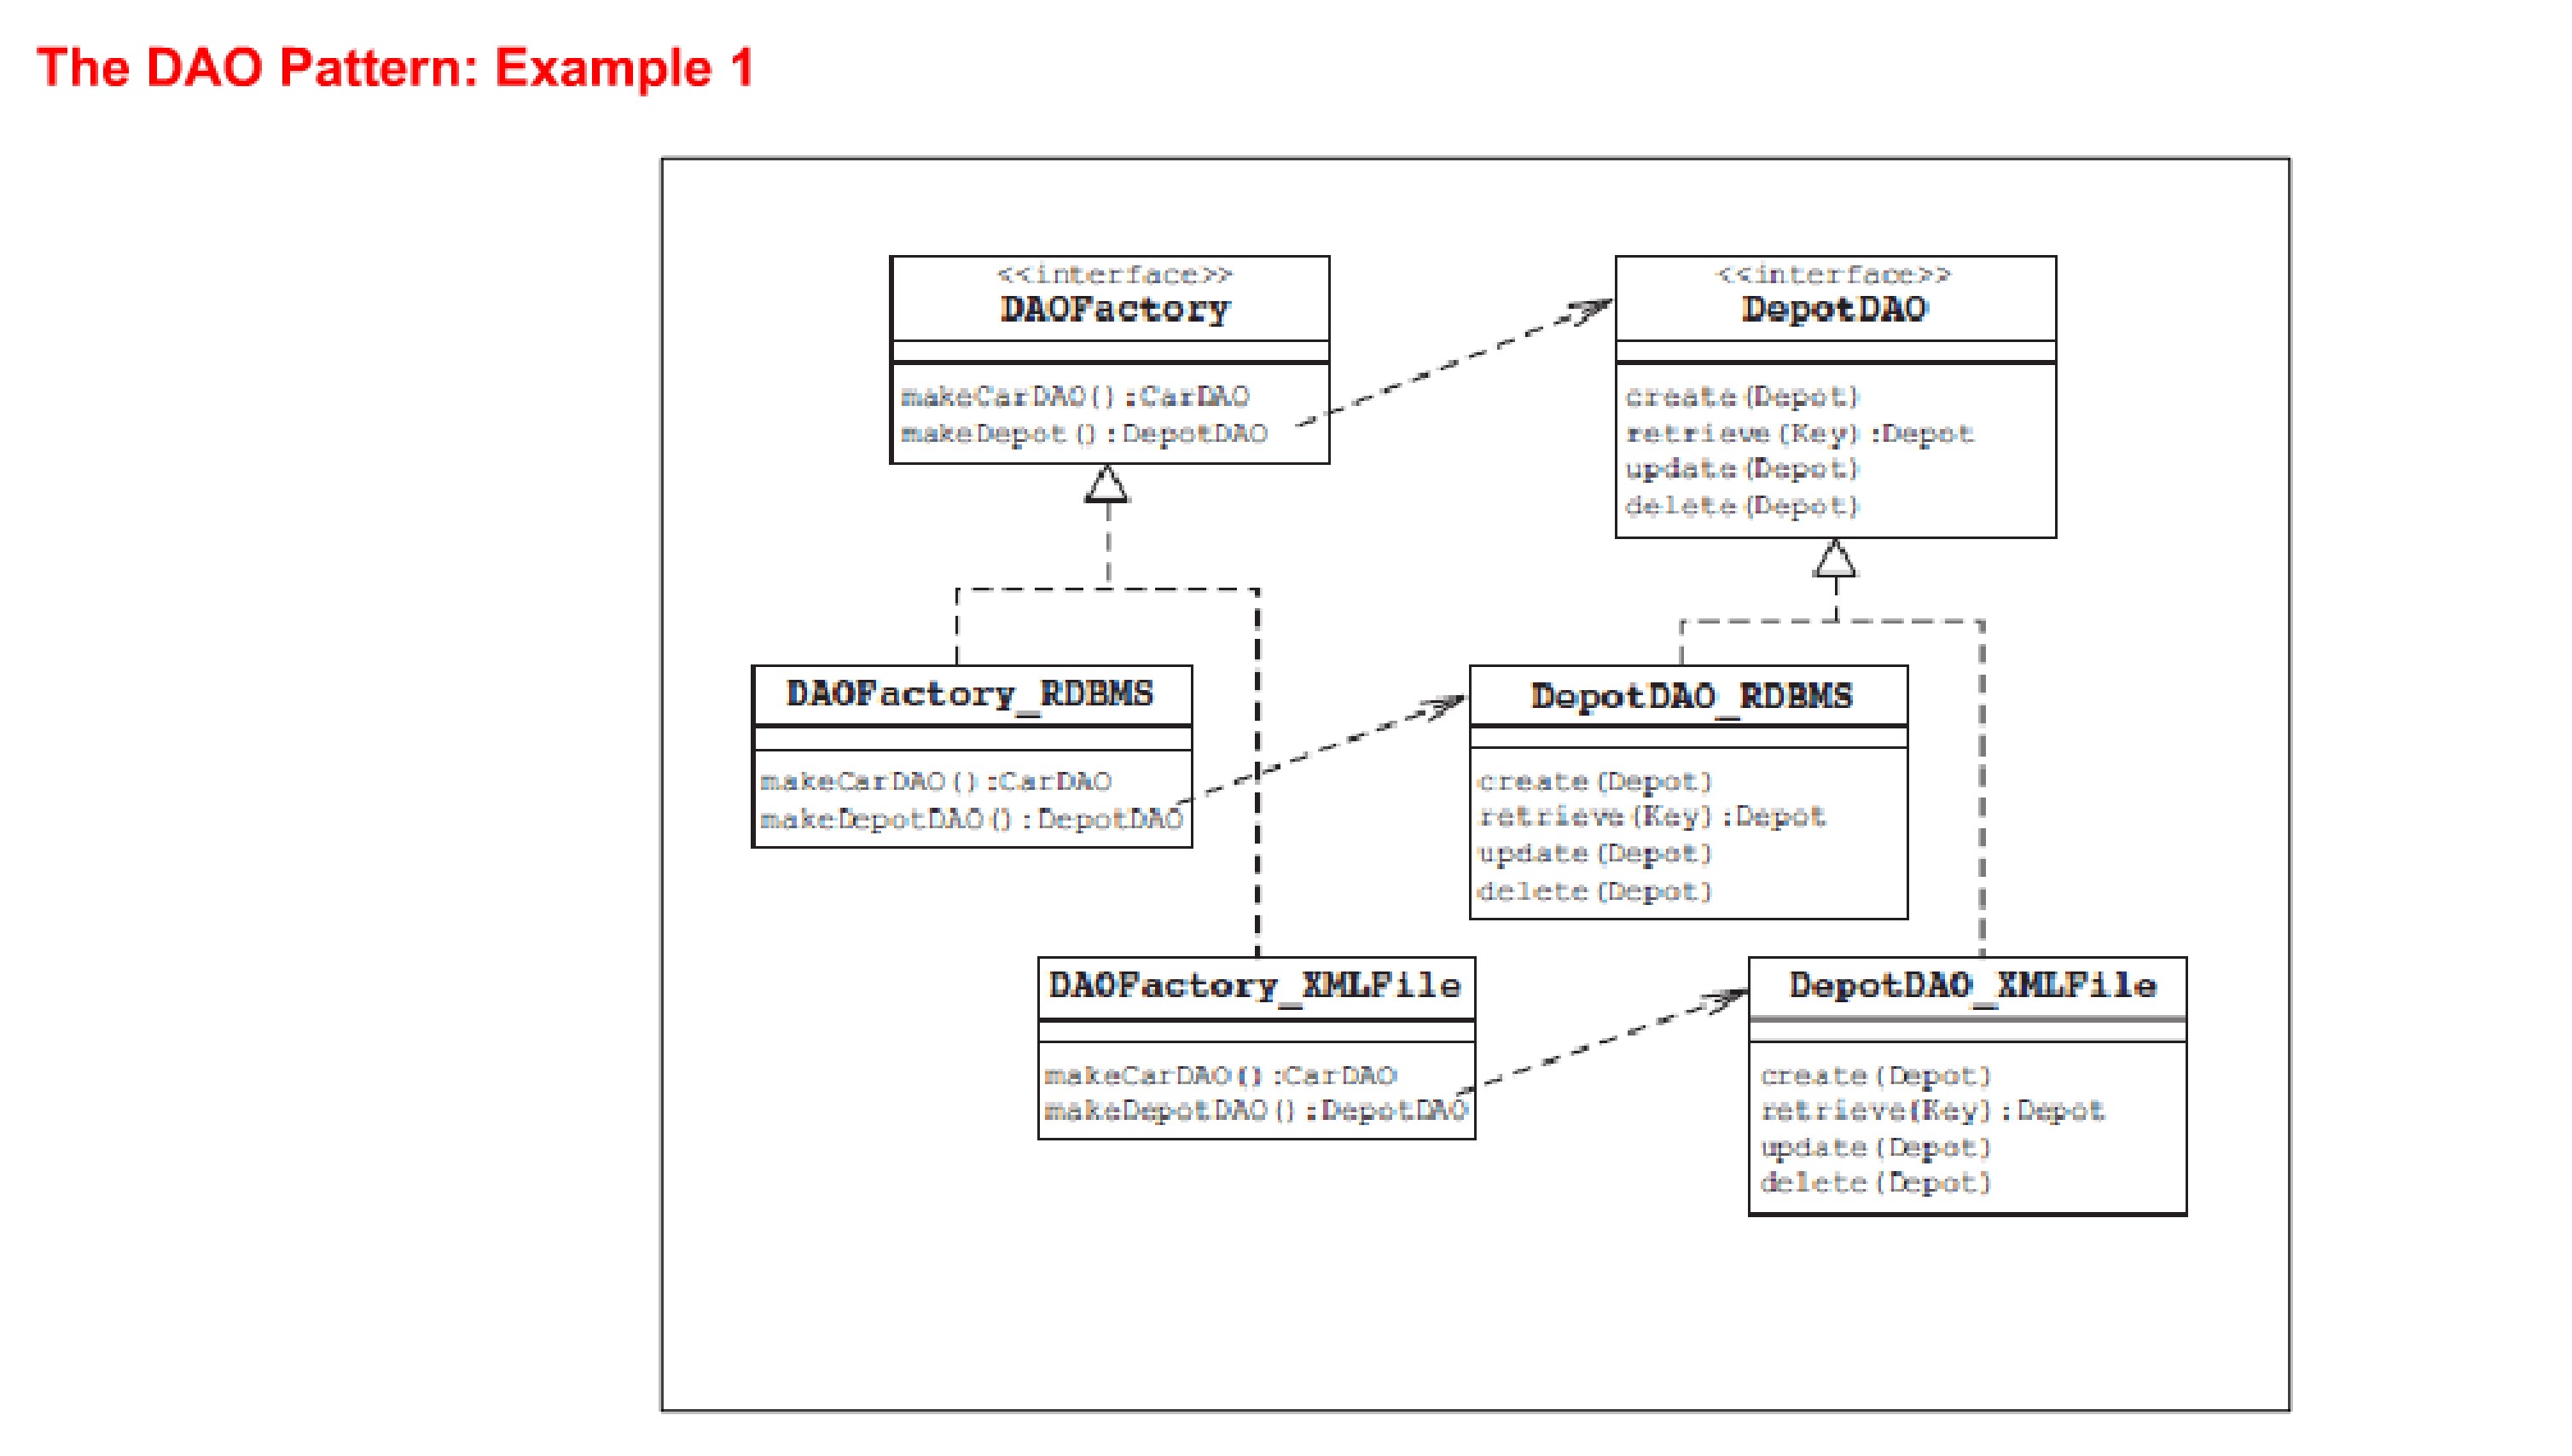 The DAO Pattern: Example 1
<<interface>>
DAOFactory
makeCarDAO():CarDAO
makeDepot():DepotDAO
<<interface>>
DepotDAO
create(Depot)
retrieve(Key):Depot
update(Depot)
delete(Depot)
DAOFactory_RDBMS
makeCarDAO():CarDAO
makeDepotDAO():DepotDAO
DepotDAO_RDBMS
create(Depot)
retrieve(Key):Depot
update(Depot)
delete(Depot)
DAOFactory_XMLFile
makeCarDAO():CarDAO
makeDepotDAO():DepotDAO
DepotDAO_XMLFile
create(Depot)
retrieve(Key):Depot
update(Depot)
delete(Depot)